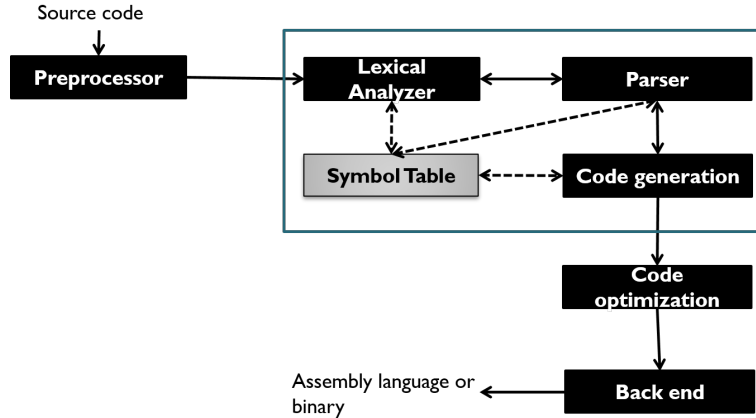 Source code
Preprocessor
Lexical
Analyzer
Parser
Symbol Table
Code generation
Code
optimization
Assembly language or
binary
Back end